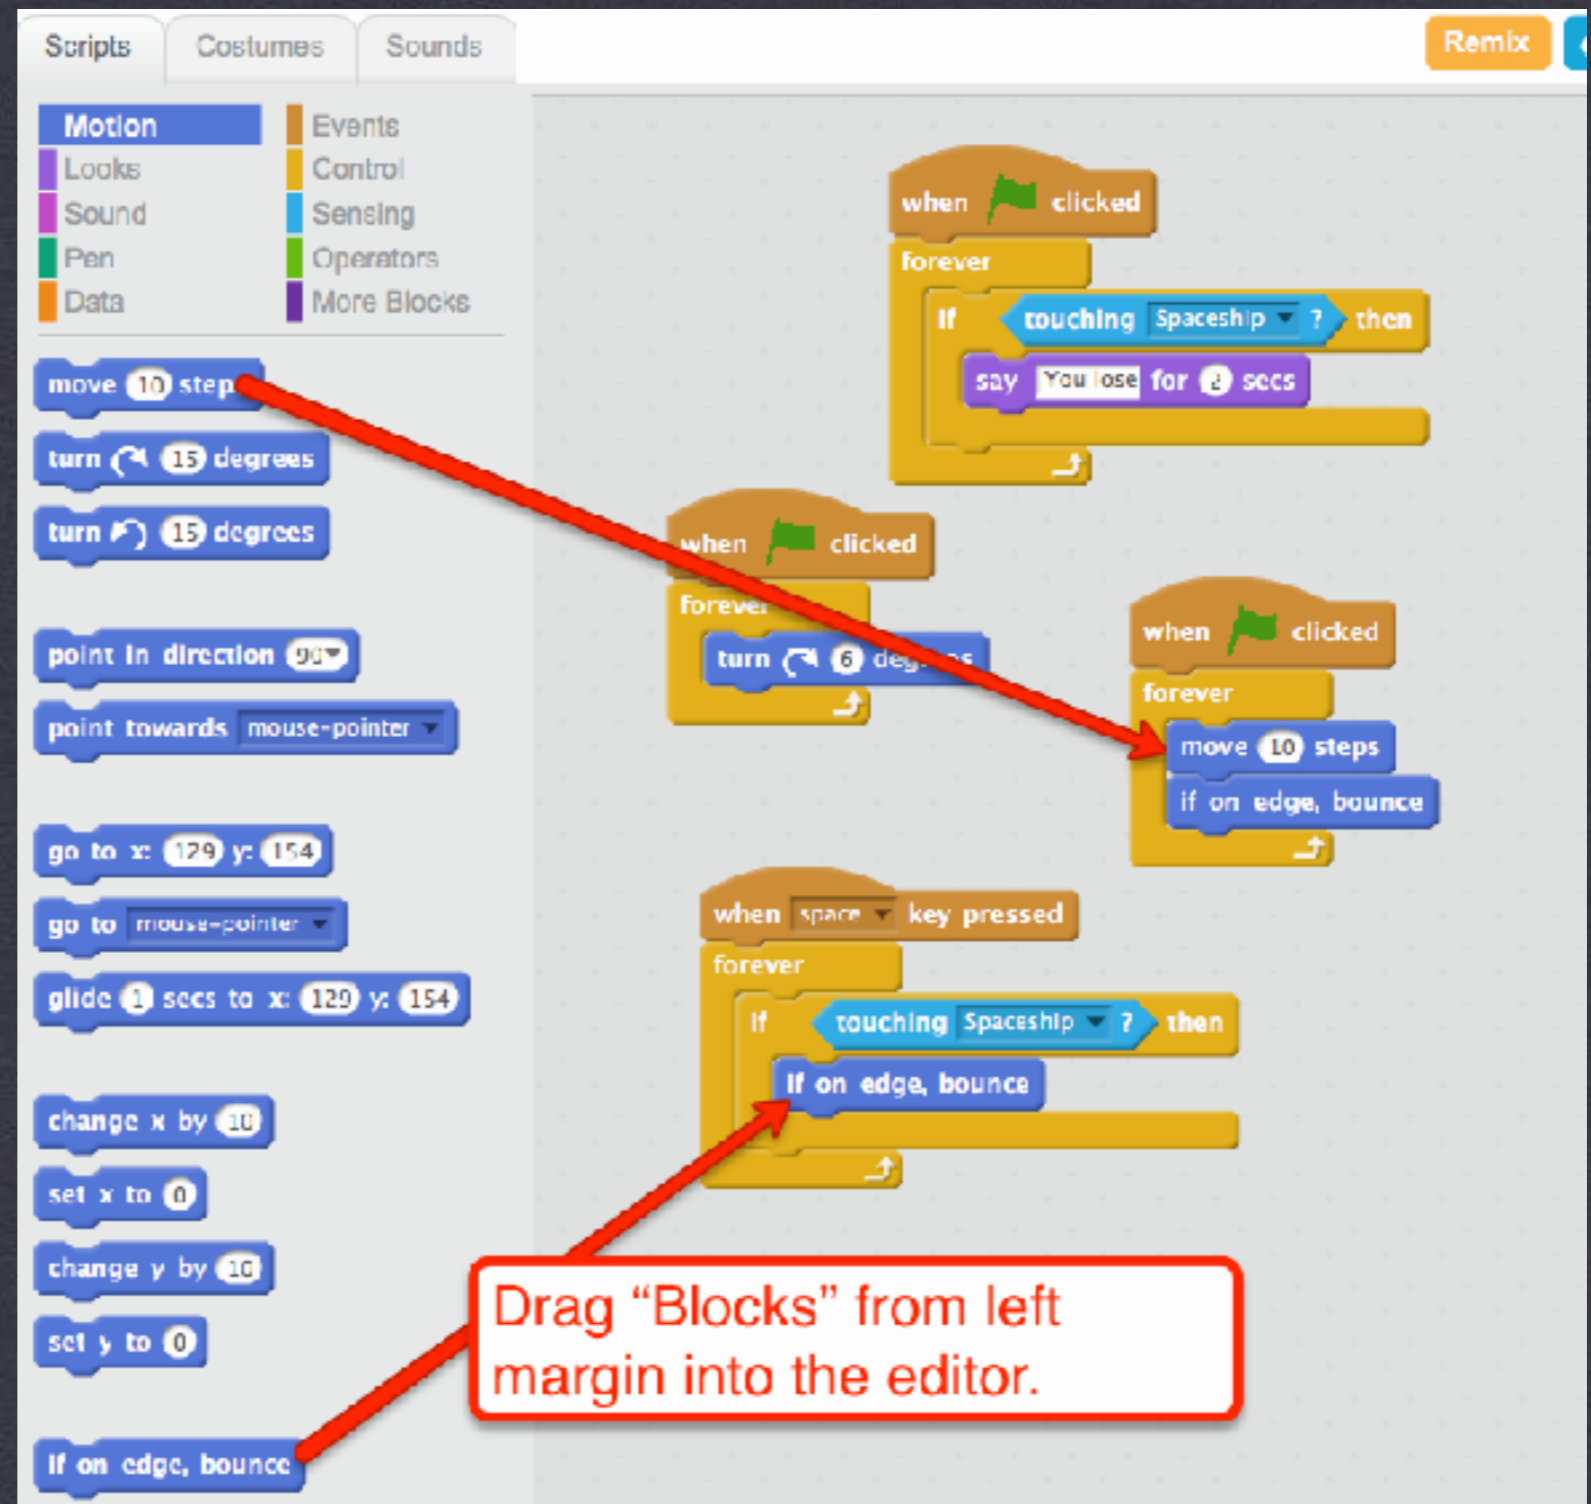 Scripts Costumes Sounds
Remix
Motion Events
Looks Control
Sound Sensing
Pen Operators
Data More Blocks
move 10 step
turn 15 degrees
turn 15 degrees
point in direction 90
point towards mouse-pointer
go to x: 129 y: 154
go to mouse-pointer
glide 1 secs to x: 129 y: 154
change x by 10
set x to 0
change y by 10
set y to 0
if on edge, bounce
when clicked
forever
if touching Spaceship ? then
say You lose for 2 secs
when clicked
forever
turn 6 degrees
when clicked
forever
move 10 steps
if on edge, bounce
when space key pressed
forever
if touching Spaceship ? then
if on edge, bounce
Drag “Blocks” from left
margin into the editor.